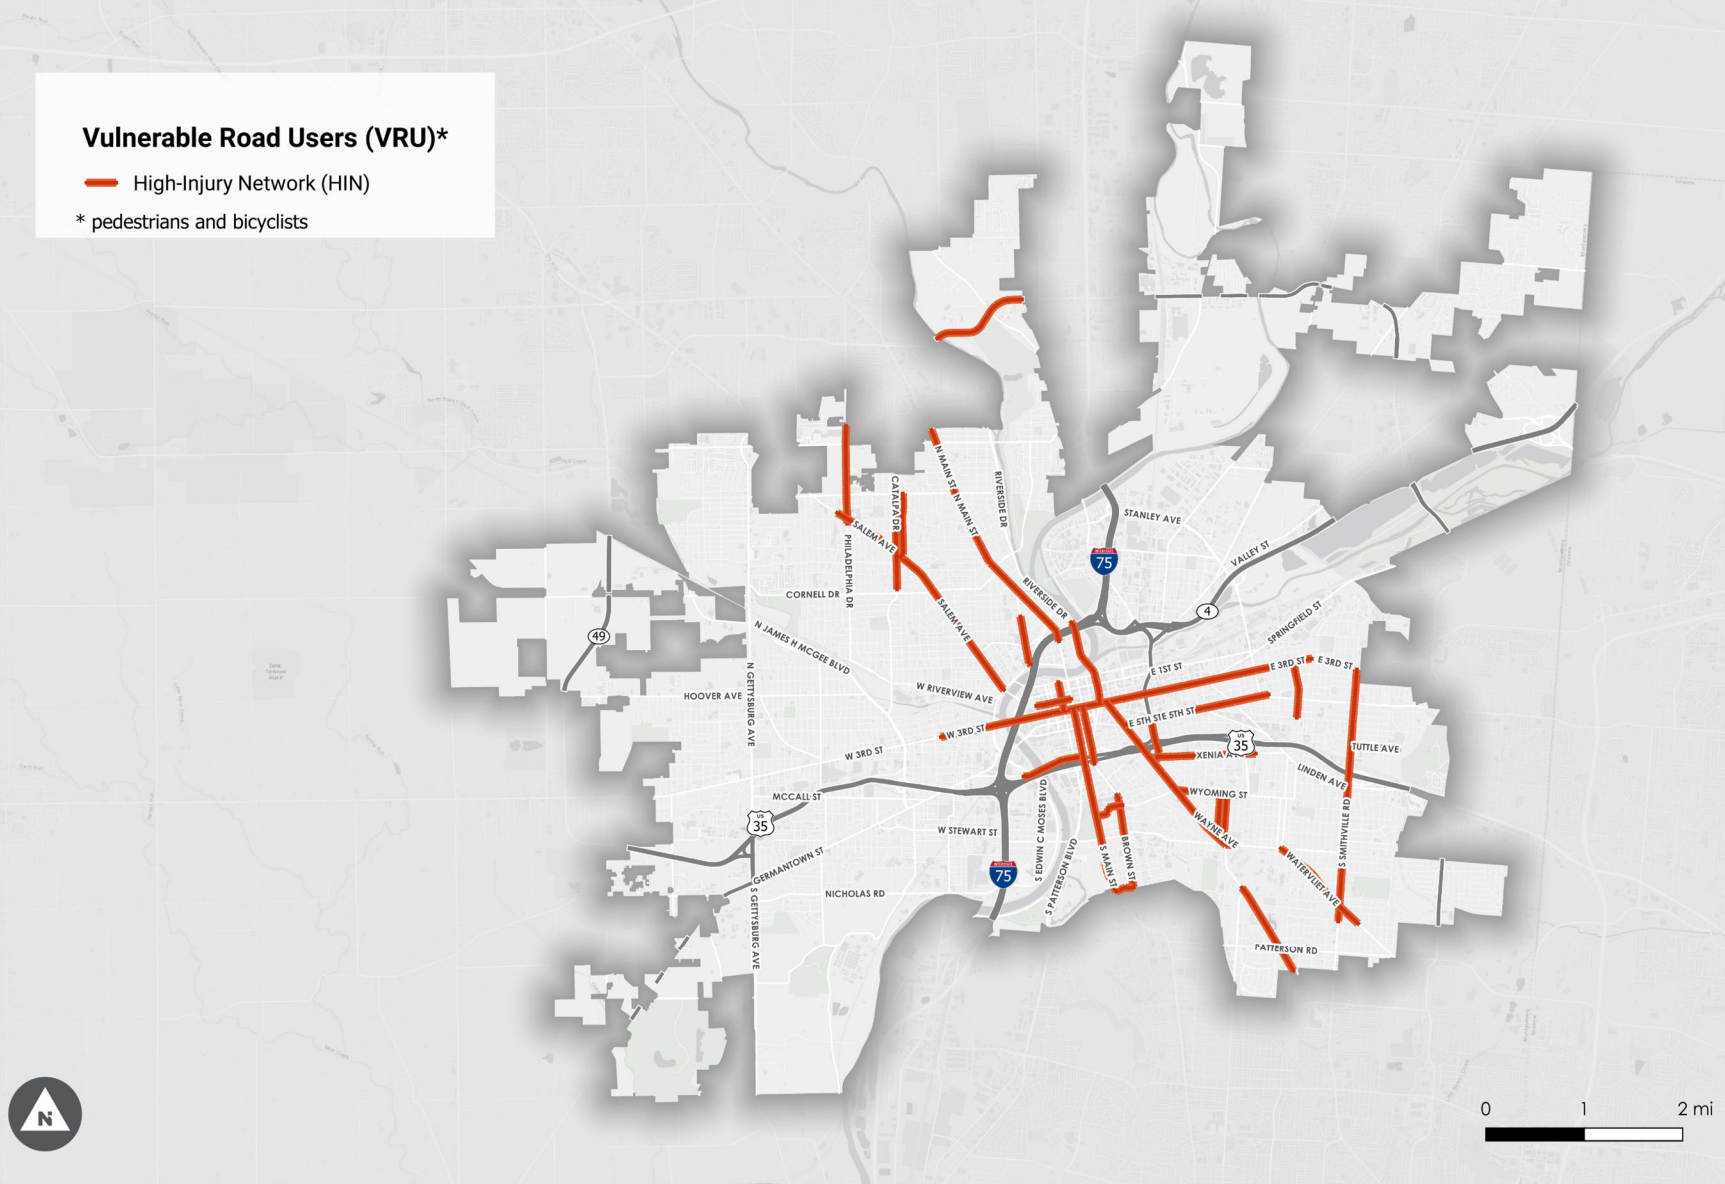 Vulnerable Road Users (VRU)*
High-Injury Network (HIN)
* pedestrians and bicyclists
N MAIN ST
N MAIN ST
RIVERSIDE DR
CATALPA DR
SALEM AVE
PHILADELPHIA DR
STANLEY AVE
INTERSTATE
75
VALLEY ST
RIVERSIDE DR
CORNELL DR
SALEM AVE
4
SPRINGFIELD ST
49
N JAMES H MCGEE BLVD
E 1ST ST
E 3RD ST
E 3RD ST
N GETTYSBURG AVE
HOOVER AVE
W RIVERVIEW AVE
E 5TH ST
E 5TH ST
W 3RD ST
W 3RD ST
US
35
TUTTLE AVE
XENIA AVE
LINDEN AVE
MCCALL ST
WYOMING ST
US
35
W STEWART ST
S EDWIN C MOSES BLVD
WAYNE AVE
S SMITHVILLE RD
GERMANTOWN ST
S PATTERSON BLVD
S MAIN ST
BROWN ST
WATERVLIET AVE
INTERSTATE
75
NICHOLAS RD
S GETTYSBURG AVE
PATTERSON RD
N
0 1 2 mi